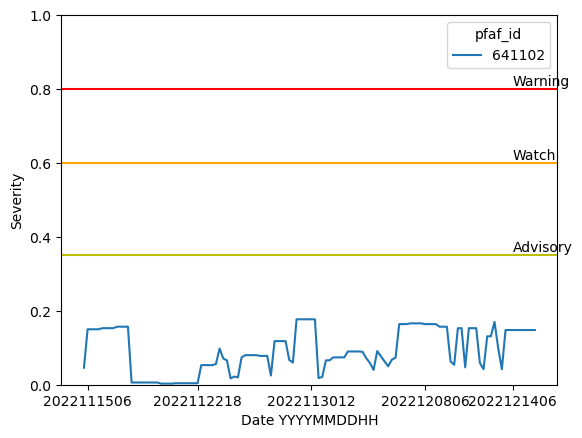 1.0
0.8
0.6
0.4
0.2
0.0
Severity
pfaf_id
641102
Warning
Watch
Advisory
2022111506
2022112218
2022113012
2022120806
2022121406
Date YYYYMMDDHH